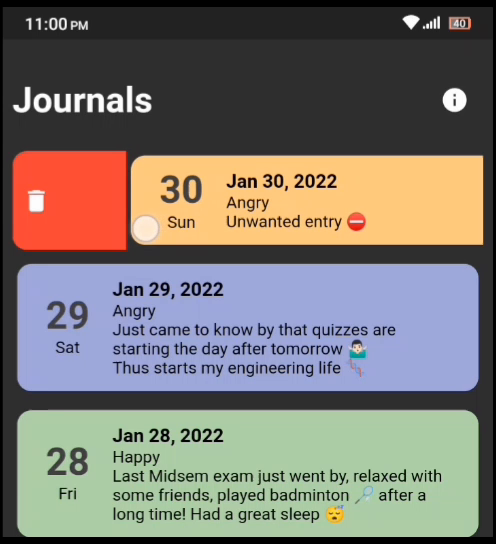 11:00 PM
40
Journals
30
Sun
Jan 30, 2022
Angry
Unwanted entry ⛔
29
Sat
Jan 29, 2022
Angry
Just came to know by that quizzes are
starting the day after tomorrow 🤷🏻‍♂️
Thus starts my engineering life 🦯
28
Fri
Jan 28, 2022
Happy
Last Midsem exam just went by, relaxed with
some friends, played badminton 🏸 after a
long time! Had a great sleep 😴